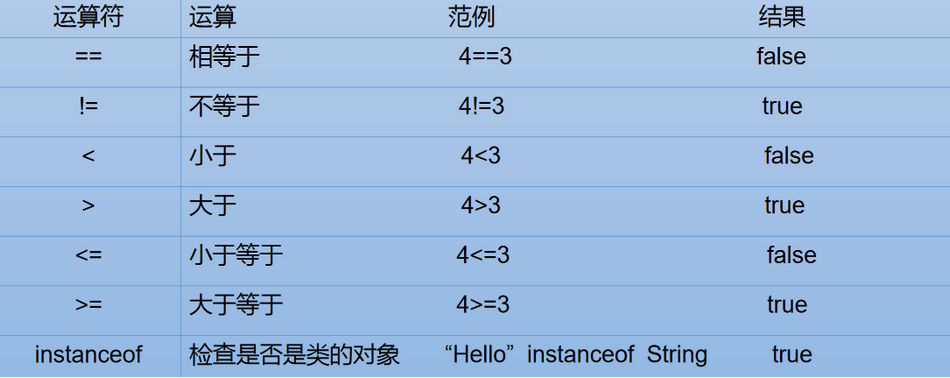 运算符 运算 范例 结果
== 相等于 4==3 false
!= 不等于 4!=3 true
< 小于 4<3 false
> 大于 4>3 true
<= 小于等于 4<=3 false
>= 大于等于 4>=3 true
instanceof 检查是否是类的对象 “Hello” instanceof String true